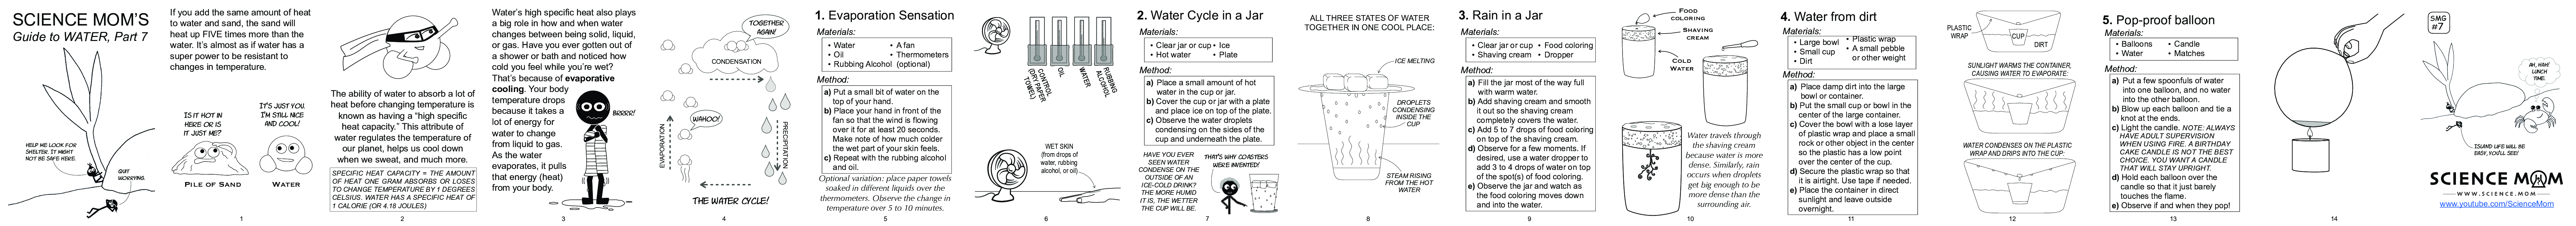 SCIENCE MOM'S
Guide to WATER, Part 7
HELP ME LOOK FOR
SHELTER. IT MIGHT
NOT BE SAFE HERE.
QUIT
WORRYING.
If you add the same amount of heat
to water and sand, the sand will
heat up FIVE times more than the
water. It's almost as if water has a
super power to be resistant to
changes in temperature.
IS IT HOT IN
HERE OR IS
IT JUST ME?
IT'S JUST YOU.
I'M STILL NICE
AND COOL!
PILE OF SAND
WATER
1
The ability of water to absorb a lot of
heat before changing temperature is
known as having a "high specific
heat capacity." This attribute of
water regulates the temperature of
our planet, helps us cool down
when we sweat, and much more.
SPECIFIC HEAT CAPACITY = THE AMOUNT
OF HEAT ONE GRAM ABSORBS OR LOSES
TO CHANGE TEMPERATURE BY 1 DEGREES
CELSIUS. WATER HAS A SPECIFIC HEAT OF
1 CALORIE (OR 4.18 JOULES)
2
Water's high specific heat also plays
a big role in how and when water
changes between being solid, liquid,
or gas. Have you ever gotten out of
a shower or bath and noticed how
cold you feel while you're wet?
That's because of evaporative
cooling. Your body
temperature drops
because it takes a
lot of energy for
water to change
from liquid to gas.
As the water
evaporates, it pulls
that energy (heat)
from your body.
BRRRR!
3
TOGETHER
AGAIN!
CONDENSATION
WAHOO!
EVAPORATION
PRECIPITATION
THE WATER CYCLE!
4
1. Evaporation Sensation
Materials:
• Water
• Oil
• Rubbing Alcohol
• A fan
• Thermometers
(optional)
Method:
a) Put a small bit of water on the
top of your hand.
b) Place your hand in front of the
fan so that the wind is flowing
over it for at least 20 seconds.
Make note of how much colder
the wet part of your skin feels.
c) Repeat with the rubbing alcohol
and oil.
Optional variation: place paper towels
soaked in different liquids over the
thermometers. Observe the change in
temperature over 5 to 10 minutes.
5
CONTROL
(DRY PAPER
TOWEL)
OIL
WATER
RUBBING
ALCOHOL
WET SKIN
(from drops of
water, rubbing
alcohol, or oil)
6
2. Water Cycle in a Jar
Materials:
• Clear jar or cup
• Hot water
• Ice
• Plate
Method:
a) Place a small amount of hot
water in the cup or jar.
b) Cover the cup or jar with a plate
and place ice on top of the plate.
c) Observe the water droplets
condensing on the sides of the
cup and underneath the plate.
HAVE YOU EVER
SEEN WATER
CONDENSE ON THE
OUTSIDE OF AN
ICE-COLD DRINK?
THE MORE HUMID
IT IS, THE WETTER
THE CUP WILL BE.
THAT'S WHY COASTERS
WERE INVENTED!
7
ALL THREE STATES OF WATER
TOGETHER IN ONE COOL PLACE:
ICE MELTING
DROPLETS
CONDENSING
INSIDE THE
CUP
STEAM RISING
FROM THE HOT
WATER
8
3. Rain in a Jar
Materials:
• Clear jar or cup
• Shaving cream
• Food coloring
• Dropper
Method:
a) Fill the jar most of the way full
with warm water.
b) Add shaving cream and smooth
it out so the shaving cream
completely covers the water.
c) Add 5 to 7 drops of food coloring
on top of the shaving cream.
d) Observe for a few moments. If
desired, use a water dropper to
add 3 to 4 drops of water on top
of the spot(s) of food coloring.
e) Observe the jar and watch as
the food coloring moves down
and into the water.
9
FOOD
COLORING
SHAVING
CREAM
COLD
WATER
Water travels through
the shaving cream
because water is more
dense. Similarly, rain
occurs when droplets
get big enough to be
more dense than the
surrounding air.
10
4. Water from dirt
Materials:
• Large bowl
• Small cup
• Dirt
• Plastic wrap
• A small pebble
or other weight
Method:
a) Place damp dirt into the large
bowl or container.
b) Put the small cup or bowl in the
center of the large container.
c) Cover the bowl with a lose layer
of plastic wrap and place a small
rock or other object in the center
so the plastic has a low point
over the center of the cup.
d) Secure the plastic wrap so that
it is airtight. Use tape if needed.
e) Place the container in direct
sunlight and leave outside
overnight.
11
PLASTIC
WRAP
CUP
DIRT
SUNLIGHT WARMS THE CONTAINER,
CAUSING WATER TO EVAPORATE:
WATER CONDENSES ON THE PLASTIC
WRAP AND DRIPS INTO THE CUP:
12
5. Pop-proof balloon
Materials:
• Balloons
• Water
• Candle
• Matches
Method:
a) Put a few spoonfuls of water
into one balloon, and no water
into the other balloon.
b) Blow up each balloon and tie a
knot at the ends.
c) Light the candle. NOTE: ALWAYS
HAVE ADULT SUPERVISION
WHEN USING FIRE. A BIRTHDAY
CAKE CANDLE IS NOT THE BEST
CHOICE. YOU WANT A CANDLE
THAT WILL STAY UPRIGHT.
d) Hold each balloon over the
candle so that it just barely
touches the flame.
e) Observe if and when they pop!
13
14
SMG
#7
AH, HAH!
LUNCH
TIME.
ISLAND LIFE WILL BE
EASY, YOU'LL SEE!
SCIENCE MOM
WWW.SCIENCE.MOM
www.youtube.com/ScienceMom